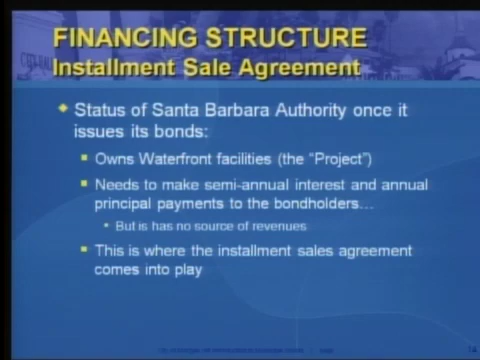 FINANCING STRUCTURE
Installment Sale Agreement
Status of Santa Barbara Authority once it
issues its bonds:
Owns Waterfront facilities (the "Project")
Needs to make semi-annual interest and annual
principal payments to the bondholders…
But is has no source of revenues
This is where the installment sales agreement
comes into play